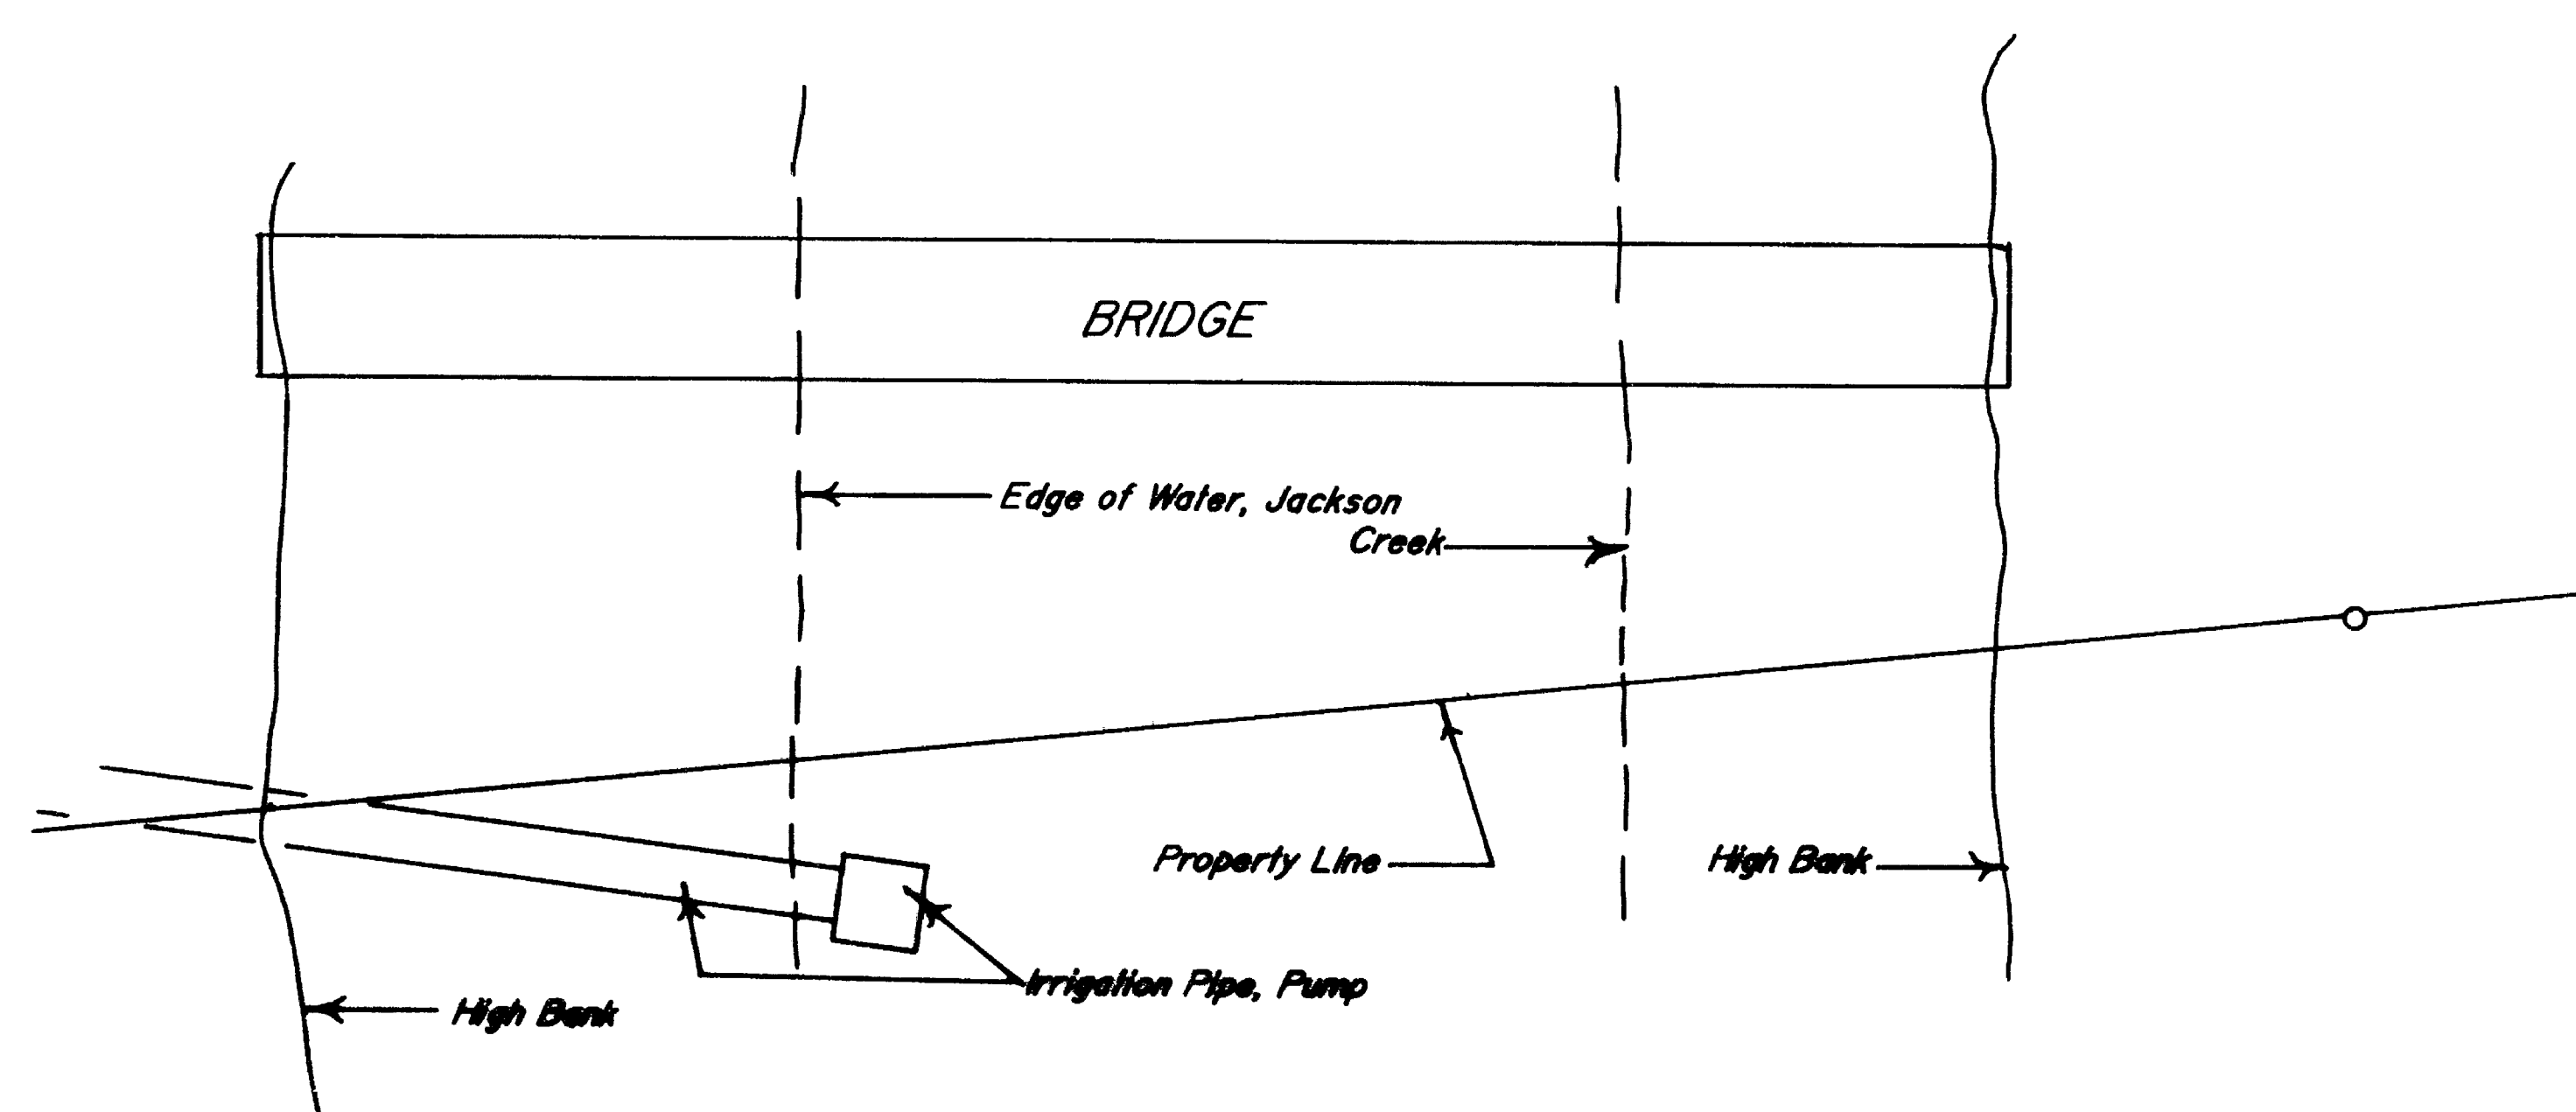 BRIDGE
Edge of Water, Jackson
Creek
Property Line
High Bank
Irrigation Pipe, Pump
High Bank